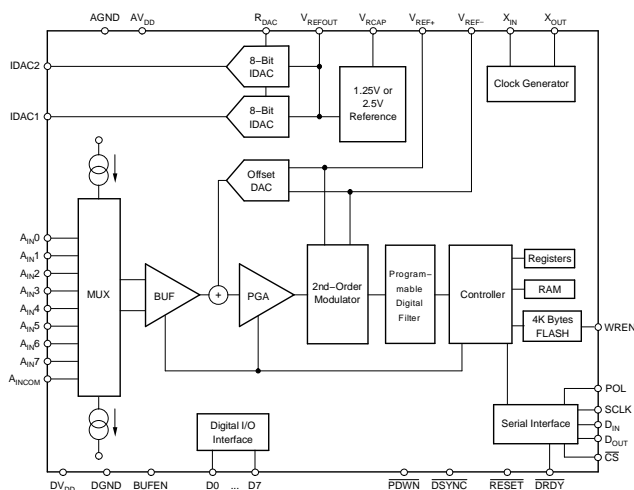 AGND AVDD RDAC VREFOUT VRCAP VREF+ VREF− XIN XOUT
IDAC2
8−Bit
IDAC
1.25V or
2.5V
Reference
Clock Generator
IDAC1
8−Bit
IDAC
Offset
DAC
AIN0
AIN1
AIN2
AIN3
AIN4
AIN5
AIN6
AIN7
AINCOM
MUX
BUF
+
PGA
2nd−Order
Modulator
Program−
mable
Digital
Filter
Controller
Registers
RAM
4K Bytes
FLASH
WREN
Digital I/O
Interface
Serial Interface
POL
SCLK
DIN
DOUT
CS
DVDD DGND BUFEN D0 ... D7 PDWN DSYNC RESET DRDY